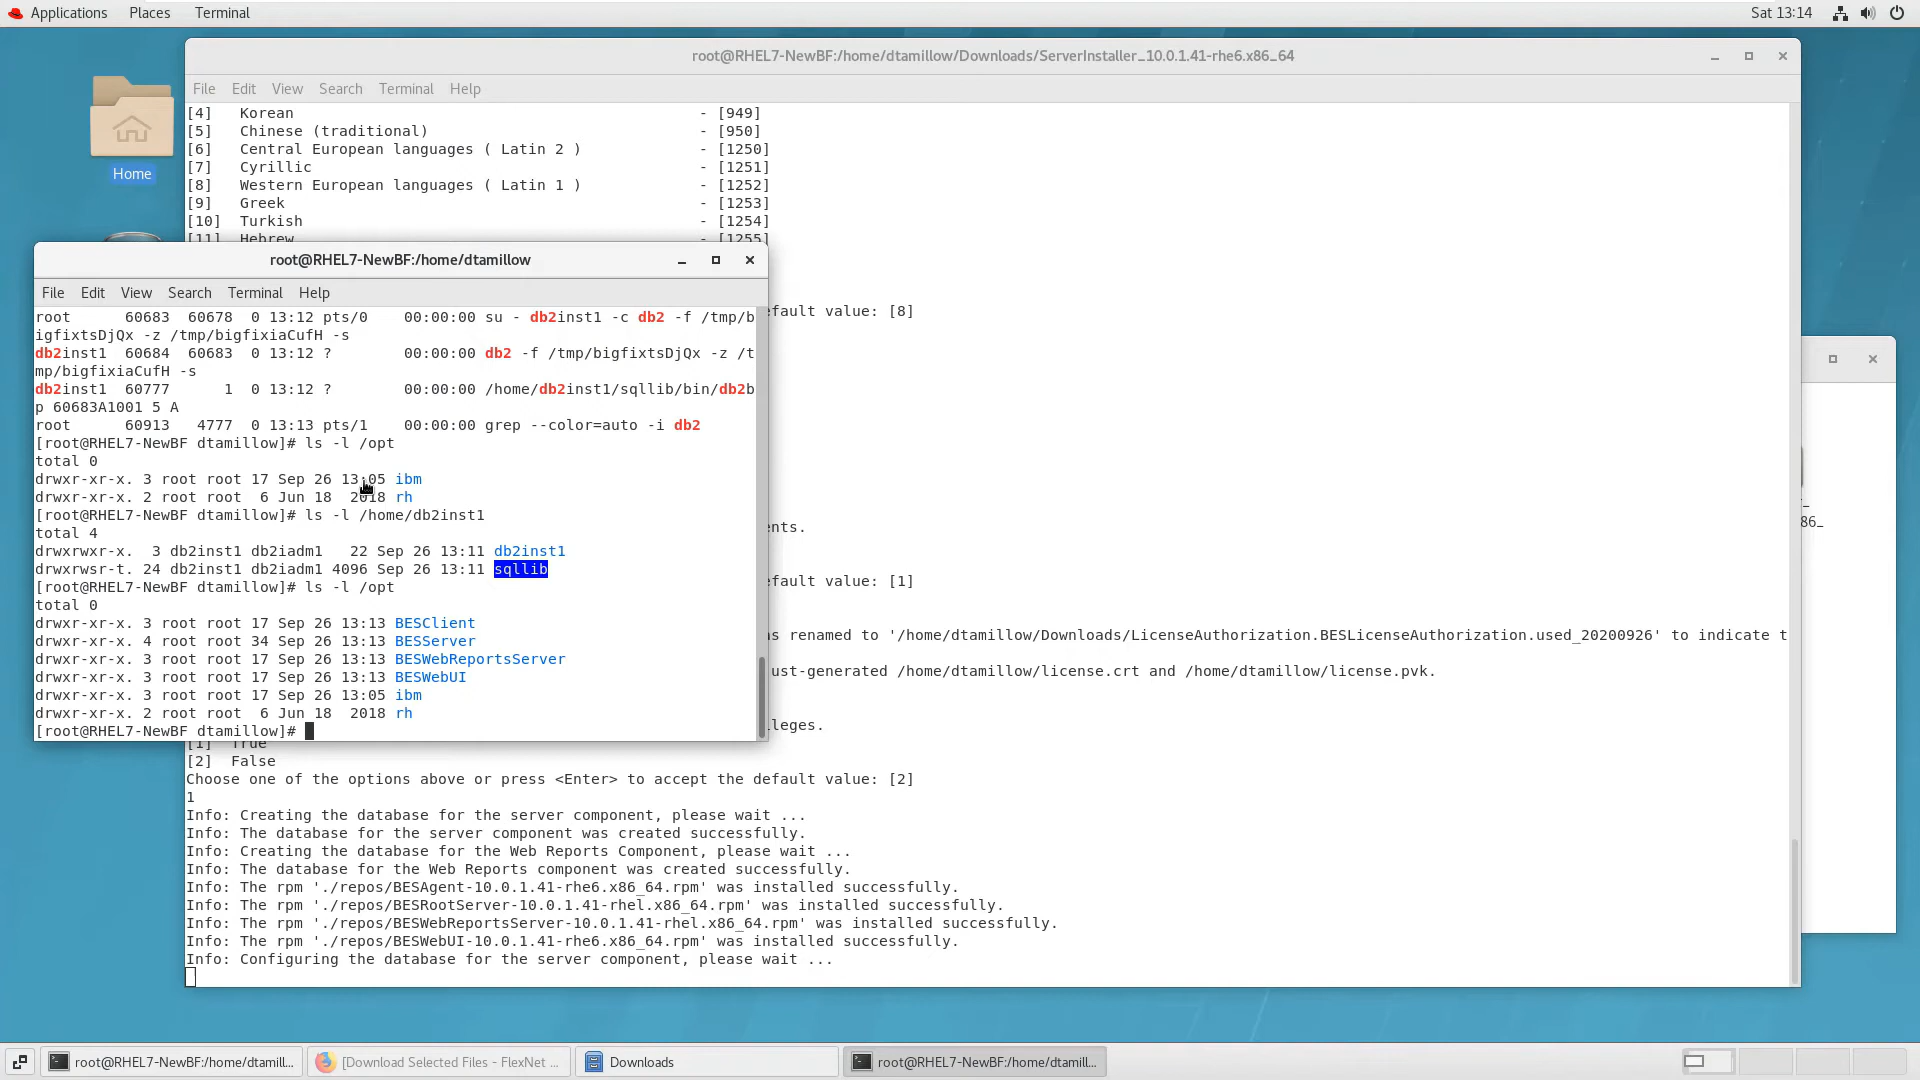 Applications Places Terminal Sat 13:14
root@RHEL7-NewBF:/home/dtamillow/Downloads/ServerInstaller_10.0.1.41-rhe6.x86_64
File Edit View Search Terminal Help
[4] Korean - [949]
[5] Chinese (traditional) - [950]
[6] Central European languages ( Latin 2 ) - [1250]
[7] Cyrillic - [1251]
[8] Western European languages ( Latin 1 ) - [1252]
[9] Greek - [1253]
[10] Turkish - [1254]
[11] Hebrew - [1255]
Home
root@RHEL7-NewBF:/home/dtamillow
File Edit View Search Terminal Help
root 60683 60678 0 13:12 pts/0 00:00:00 su - db2inst1 -c db2 -f /tmp/b
igfixtsDjQx -z /tmp/bigfixiaCufH -s
db2inst1 60684 60683 0 13:12 ? 00:00:00 db2 -f /tmp/bigfixtsDjQx -z /t
mp/bigfixiaCufH -s
db2inst1 60777 1 0 13:12 ? 00:00:00 /home/db2inst1/sqllib/bin/db2b
p 60683A1001 5 A
root 60913 4777 0 13:13 pts/1 00:00:00 grep --color=auto -i db2
[root@RHEL7-NewBF dtamillow]# ls -l /opt
total 0
drwxr-xr-x. 3 root root 17 Sep 26 13:05 ibm
drwxr-xr-x. 2 root root 6 Jun 18 2018 rh
[root@RHEL7-NewBF dtamillow]# ls -l /home/db2inst1
total 4
drwxrwxr-x. 3 db2inst1 db2iadm1 22 Sep 26 13:11 db2inst1
drwxrwsr-t. 24 db2inst1 db2iadm1 4096 Sep 26 13:11 sqllib
[root@RHEL7-NewBF dtamillow]# ls -l /opt
total 0
drwxr-xr-x. 3 root root 17 Sep 26 13:13 BESClient
drwxr-xr-x. 4 root root 34 Sep 26 13:13 BESServer
drwxr-xr-x. 3 root root 17 Sep 26 13:13 BESWebReportsServer
drwxr-xr-x. 3 root root 17 Sep 26 13:13 BESWebUI
drwxr-xr-x. 3 root root 17 Sep 26 13:05 ibm
drwxr-xr-x. 2 root root 6 Jun 18 2018 rh
[root@RHEL7-NewBF dtamillow]#
efault value: [8]
ents.
efault value: [1]
as renamed to '/home/dtamillow/Downloads/LicenseAuthorization.BESLicenseAuthorization.used_20200926' to indicate t
ust-generated /home/dtamillow/license.crt and /home/dtamillow/license.pvk.
leges.
[1] True
[2] False
Choose one of the options above or press <Enter> to accept the default value: [2]
1
Info: Creating the database for the server component, please wait ...
Info: The database for the server component was created successfully.
Info: Creating the database for the Web Reports Component, please wait ...
Info: The database for the Web Reports component was created successfully.
Info: The rpm './repos/BESAgent-10.0.1.41-rhe6.x86_64.rpm' was installed successfully.
Info: The rpm './repos/BESRootServer-10.0.1.41-rhel.x86_64.rpm' was installed successfully.
Info: The rpm './repos/BESWebReportsServer-10.0.1.41-rhel.x86_64.rpm' was installed successfully.
Info: The rpm './repos/BESWebUI-10.0.1.41-rhe6.x86_64.rpm' was installed successfully.
Info: Configuring the database for the server component, please wait ...
86_
root@RHEL7-NewBF:/home/dtamill... [Download Selected Files - FlexNet ... Downloads root@RHEL7-NewBF:/home/dtamill...